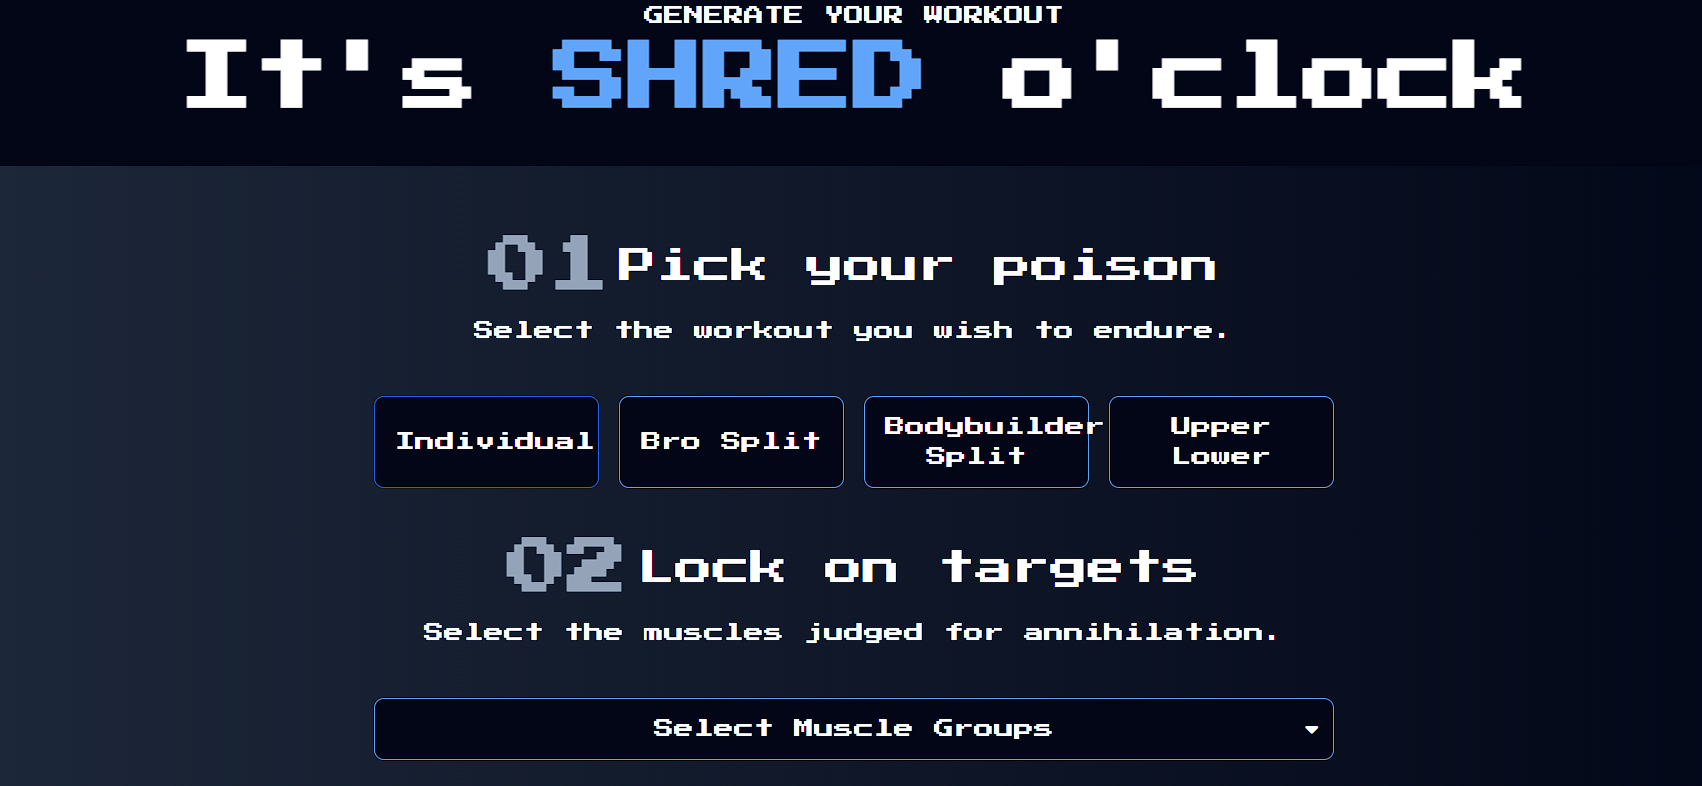 GENERATE YOUR WORKOUT
It's SHRED o'clock
01 Pick your poison
Select the workout you wish to endure.
Individual
Bro Split
Bodybuilder
Split
Upper
Lower
02 Lock on targets
Select the muscles judged for annihilation.
Select Muscle Groups